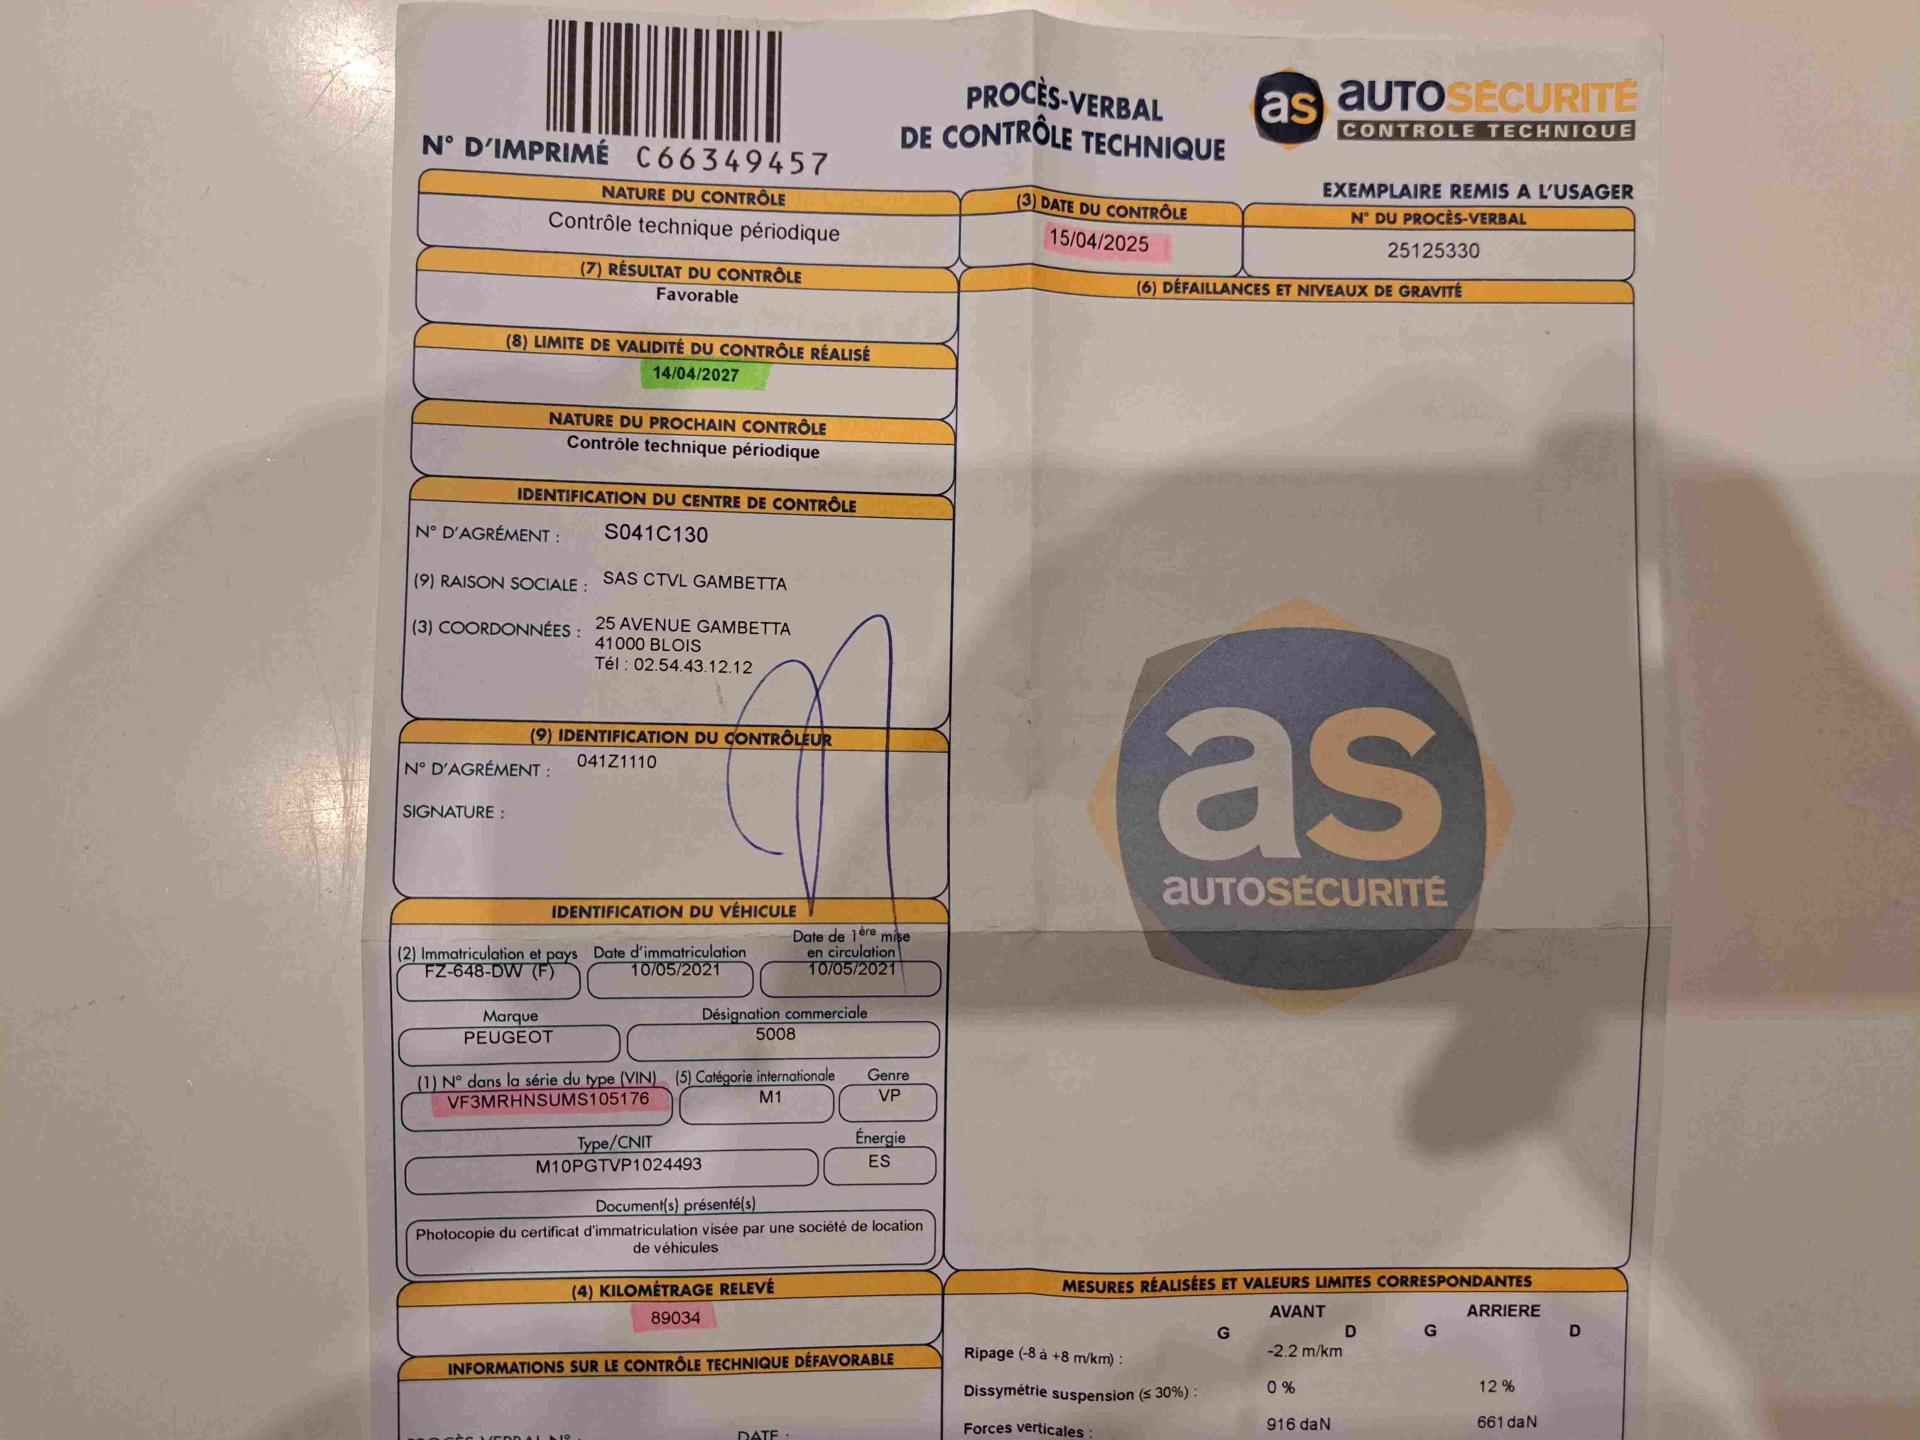 N° D'IMPRIMÉ C66349457
PROCÈS-VERBAL
DE CONTRÔLE TECHNIQUE
as AUTOSÉCURITÉ
CONTROLE TECHNIQUE
EXEMPLAIRE REMIS A L'USAGER
NATURE DU CONTRÔLE
Contrôle technique périodique
(3) DATE DU CONTRÔLE
15/04/2025
N° DU PROCÈS-VERBAL
25125330
(7) RÉSULTAT DU CONTRÔLE
Favorable
(6) DÉFAILLANCES ET NIVEAUX DE GRAVITÉ
(8) LIMITE DE VALIDITÉ DU CONTRÔLE RÉALISÉ
14/04/2027
NATURE DU PROCHAIN CONTRÔLE
Contrôle technique périodique
IDENTIFICATION DU CENTRE DE CONTRÔLE
N° D'AGRÉMENT : S041C130
(9) RAISON SOCIALE : SAS CTVL GAMBETTA
(3) COORDONNÉES : 25 AVENUE GAMBETTA
41000 BLOIS
Tél : 02.54.43.12.12
(9) IDENTIFICATION DU CONTRÔLEUR
N° D'AGRÉMENT : 041Z1110
SIGNATURE :
as
AUTOSÉCURITÉ
IDENTIFICATION DU VÉHICULE
(2) Immatriculation et pays
FZ-648-DW (F)
Date d'immatriculation
10/05/2021
Date de 1ère mise
en circulation
10/05/2021
Marque
PEUGEOT
Désignation commerciale
5008
(1) N° dans la série du type (VIN)
VF3MRHNSUMS105176
(5) Catégorie internationale
M1
Genre
VP
Type/CNIT
M10PGTVP1024493
Énergie
ES
Document(s) présenté(s)
Photocopie du certificat d'immatriculation visée par une société de location
de véhicules
(4) KILOMÉTRAGE RELEVÉ
89034
INFORMATIONS SUR LE CONTRÔLE TECHNIQUE DÉFAVORABLE
PROCÈS-VERBAL N° : DATE :
MESURES RÉALISÉES ET VALEURS LIMITES CORRESPONDANTES
AVANT ARRIERE
G D G D
Ripage (-8 à +8 m/km) : -2.2 m/km
Dissymétrie suspension (≤ 30%) : 0 % 12 %
Forces verticales : 916 daN 661 daN